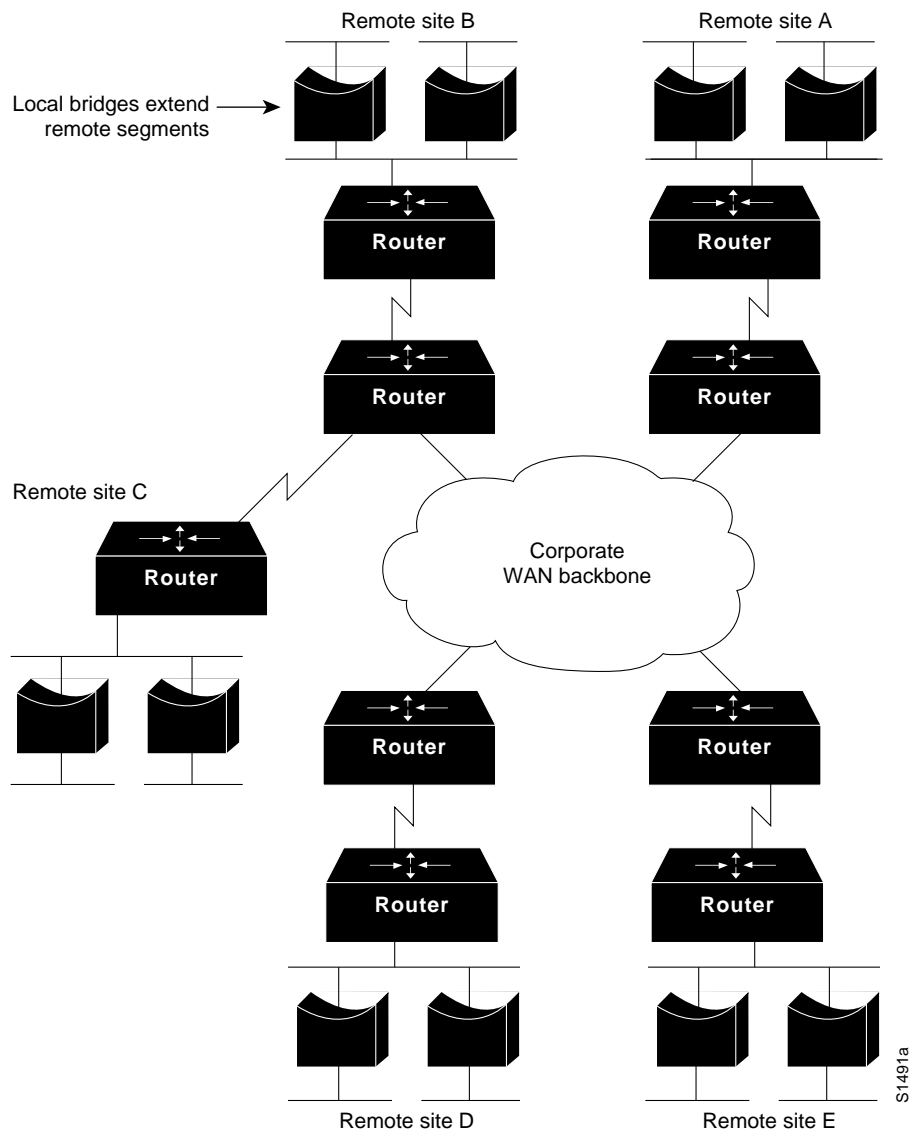 Remote site B
Remote site A
Local bridges extend
remote segments
Router
Router
Router
Router
Remote site C
Router
Corporate
WAN backbone
Router
Router
Router
Router
Remote site D
Remote site E
S1491a